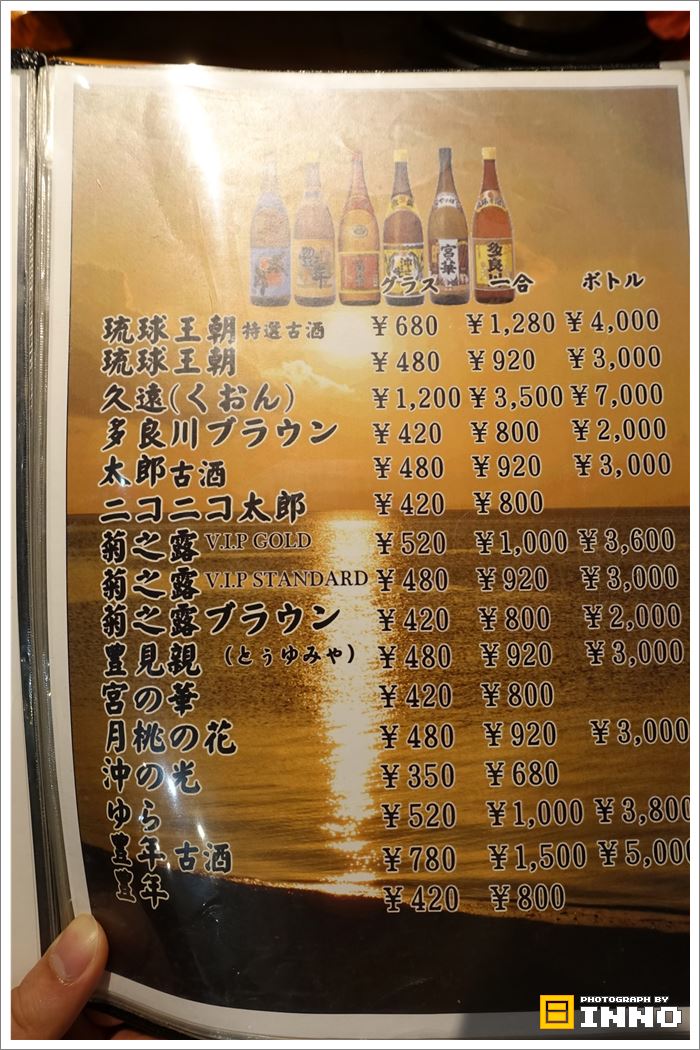 グラス 一合 ボトル
琉球王朝 特選古酒 ￥680 ￥1,280 ￥4,000
琉球王朝 ￥480 ￥920 ￥3,000
久遠(くおん) ￥1,200 ￥3,500 ￥7,000
多良川ブラウン ￥420 ￥800 ￥2,000
太郎古酒 ￥480 ￥920 ￥3,000
ニコニコ太郎 ￥420 ￥800
菊之露 V.I.P GOLD ￥520 ￥1,000 ￥3,600
菊之露 V.I.P STANDARD ￥480 ￥920 ￥3,000
菊之露ブラウン ￥420 ￥800 ￥2,000
豊見親 (とぅゆみや) ￥480 ￥920 ￥3,000
宮の華 ￥420 ￥800
月桃の花 ￥480 ￥920 ￥3,000
沖の光 ￥350 ￥680
ゆら ￥520 ￥1,000 ￥3,800
豊年 古酒 ￥780 ￥1,500 ￥5,000
豊年 ￥420 ￥800
PHOTOGRAPH BY
INNO